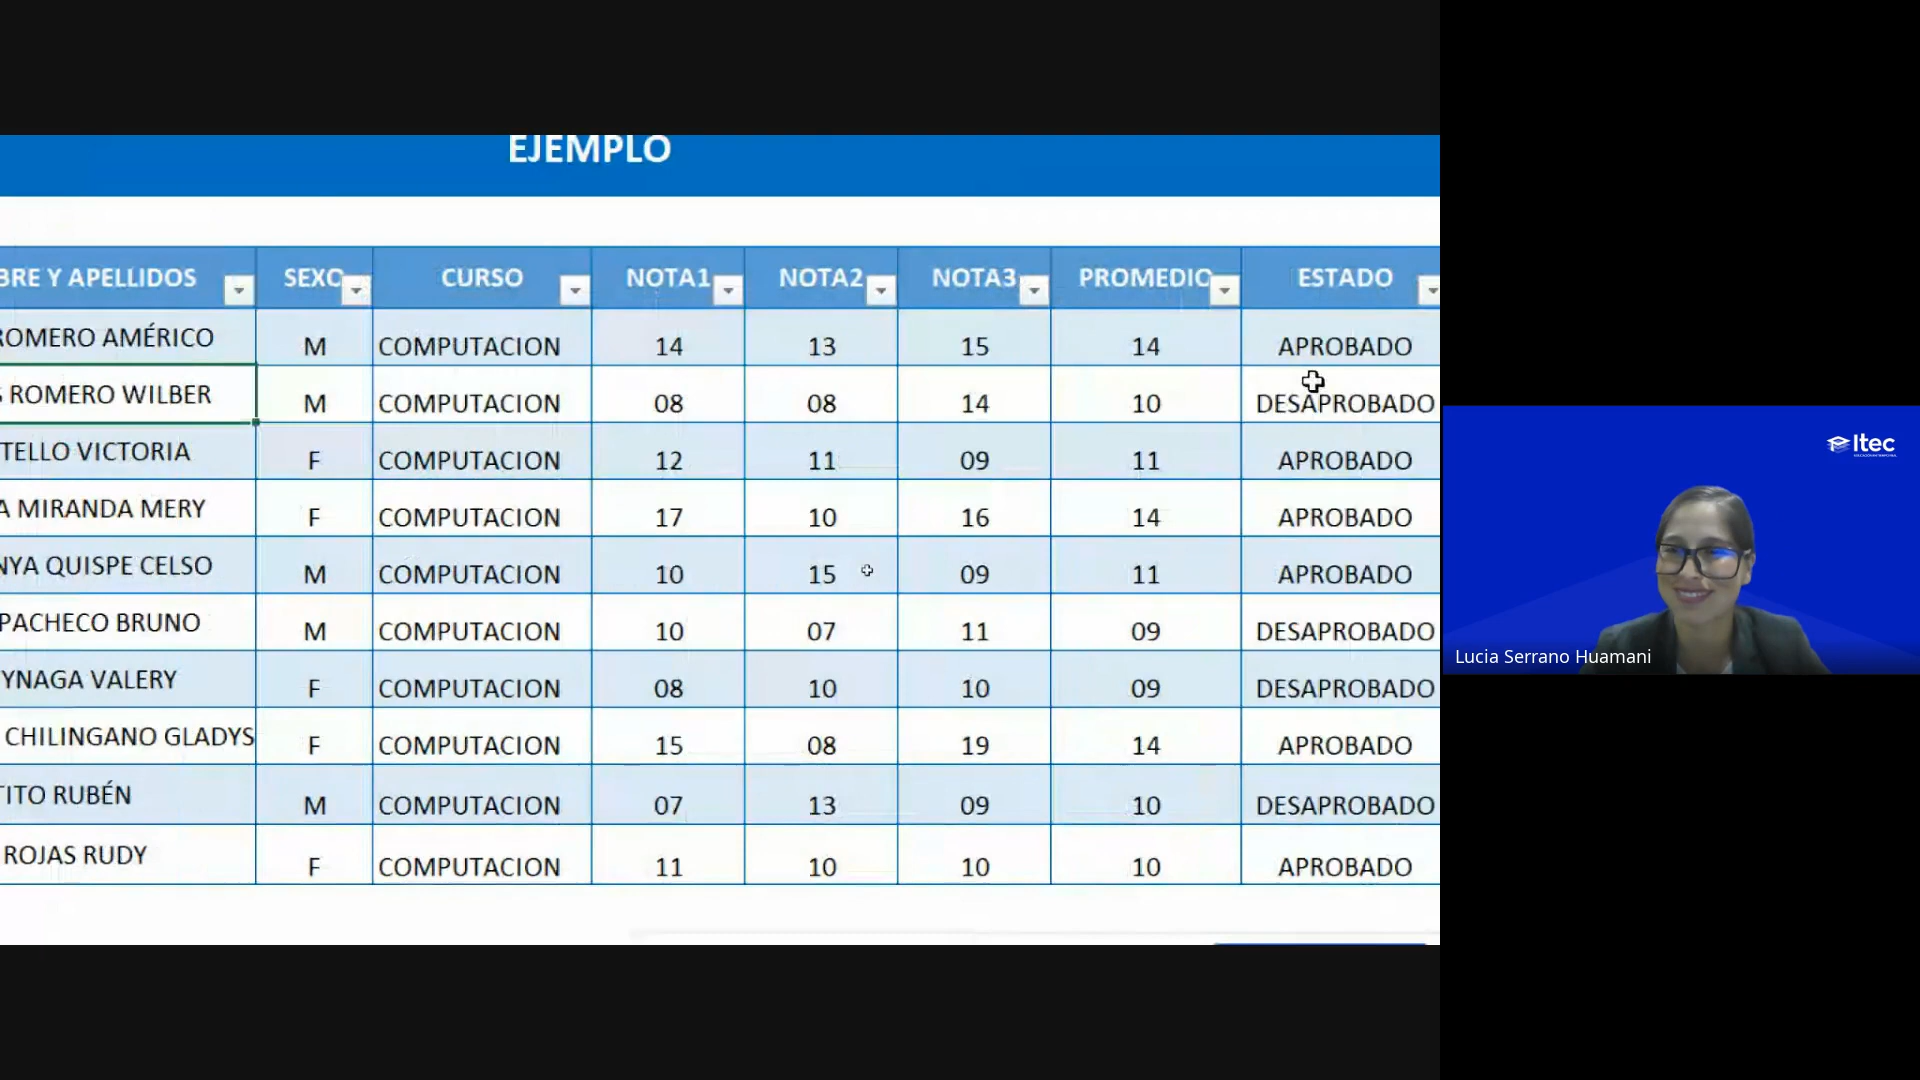 EJEMPLO
BRE Y APELLIDOS SEXO CURSO NOTA1 NOTA2 NOTA3 PROMEDIO ESTADO
ROMERO AMÉRICO M COMPUTACION 14 13 15 14 APROBADO
S ROMERO WILBER M COMPUTACION 08 08 14 10 DESAPROBADO
TELLO VICTORIA F COMPUTACION 12 11 09 11 APROBADO
A MIRANDA MERY F COMPUTACION 17 10 16 14 APROBADO
NYA QUISPE CELSO M COMPUTACION 10 15 09 11 APROBADO
PACHECO BRUNO M COMPUTACION 10 07 11 09 DESAPROBADO
YNAGA VALERY F COMPUTACION 08 10 10 09 DESAPROBADO
CHILINGANO GLADYS F COMPUTACION 15 08 19 14 APROBADO
TITO RUBÉN M COMPUTACION 07 13 09 10 DESAPROBADO
ROJAS RUDY F COMPUTACION 11 10 10 10 APROBADO
Itec
Lucia Serrano Huamani